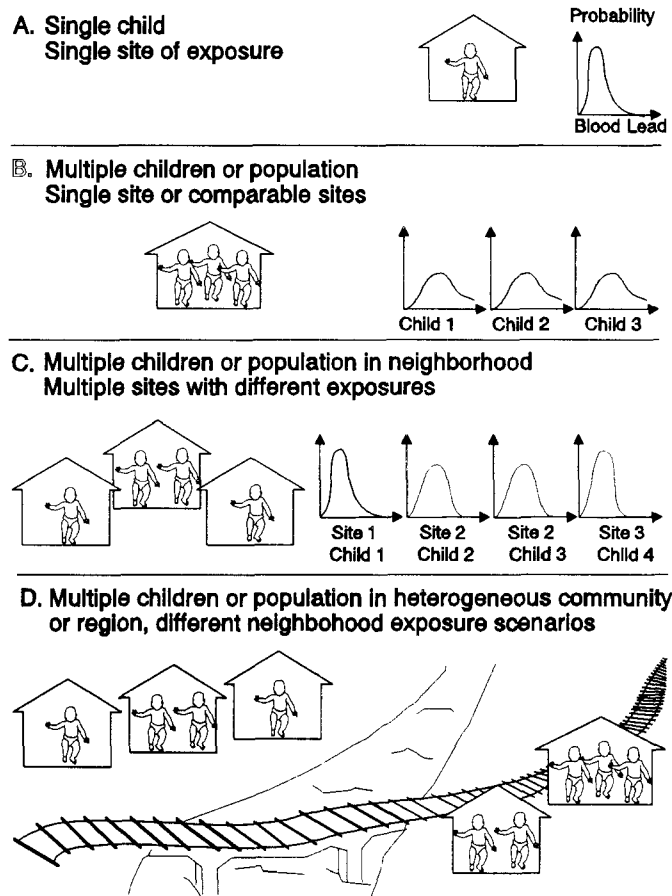 A. Single child
Single site of exposure
Probability
Blood Lead
B. Multiple children or population
Single site or comparable sites
Child 1 Child 2 Child 3
C. Multiple children or population in neighborhood
Multiple sites with different exposures
Site 1 Site 2 Site 2 Site 3
Child 1 Child 2 Child 3 Child 4
D. Multiple children or population in heterogeneous community
or region, different neighbohood exposure scenarios